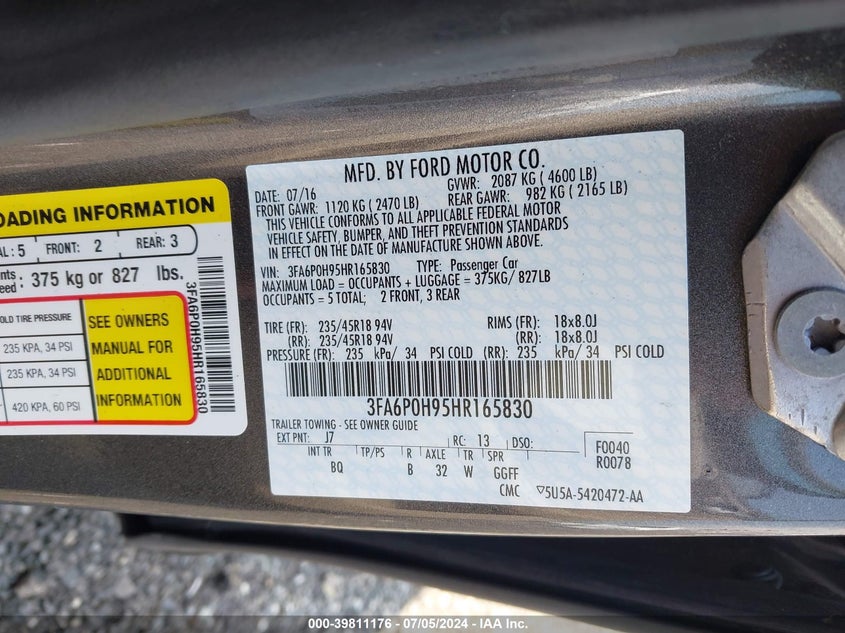 OADING INFORMATION
AL : 5 FRONT: 2 REAR: 3
nts
eed : 375 kg or 827 lbs.
OLD TIRE PRESSURE
235 KPA, 34 PSI
235 KPA, 34 PSI
420 KPA, 60 PSI
SEE OWNERS
MANUAL FOR
ADDITIONAL
INFORMATION
3FA6P0H95HR165830
MFD. BY FORD MOTOR CO.
DATE: 07/16 GVWR: 2087 KG ( 4600 LB)
FRONT GAWR: 1120 KG ( 2470 LB) REAR GAWR: 982 KG ( 2165 LB)
THIS VEHICLE CONFORMS TO ALL APPLICABLE FEDERAL MOTOR
VEHICLE SAFETY, BUMPER, AND THEFT PREVENTION STANDARDS
IN EFFECT ON THE DATE OF MANUFACTURE SHOWN ABOVE.
VIN: 3FA6P0H95HR165830 TYPE: Passenger Car
MAXIMUM LOAD = OCCUPANTS + LUGGAGE = 375KG/ 827LB
OCCUPANTS = 5 TOTAL; 2 FRONT, 3 REAR
TIRE (FR): 235/45R18 94V RIMS (FR): 18x8.0J
(RR): 235/45R18 94V (RR): 18x8.0J
PRESSURE (FR): 235 kPa/ 34 PSI COLD (RR): 235 kPa/ 34 PSI COLD
3FA6P0H95HR165830
TRAILER TOWING - SEE OWNER GUIDE
EXT PNT: J7 RC: 13 DSO: F0040
INT TR TP/PS R AXLE TR SPR R0078
BQ B 32 W GGFF
CMC ▽5U5A-5420472-AA
000-39811176 - 07/05/2024 - IAA Inc.